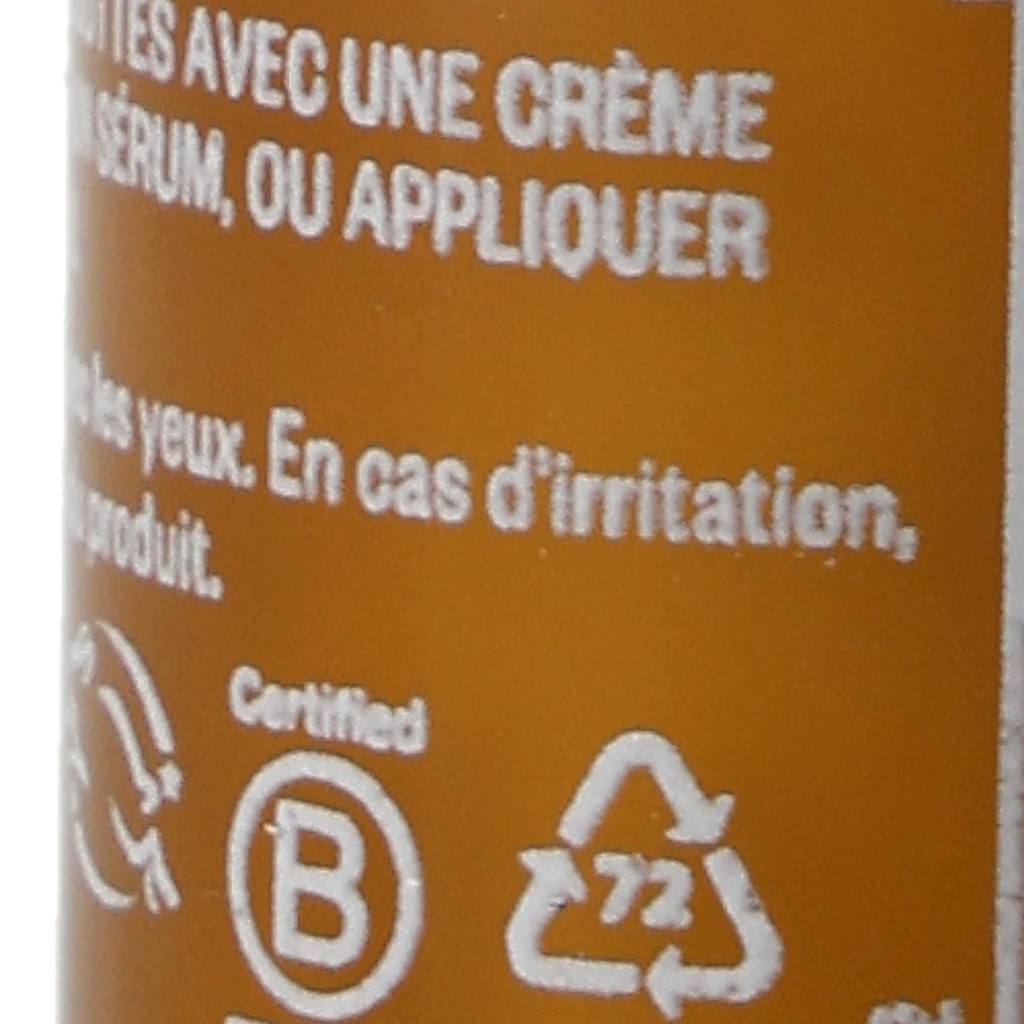 AVEC UNE CRÈME
SÉRUM, OU APPLIQUER
les yeux. En cas d'irritation,
produit.
Certified
B
72